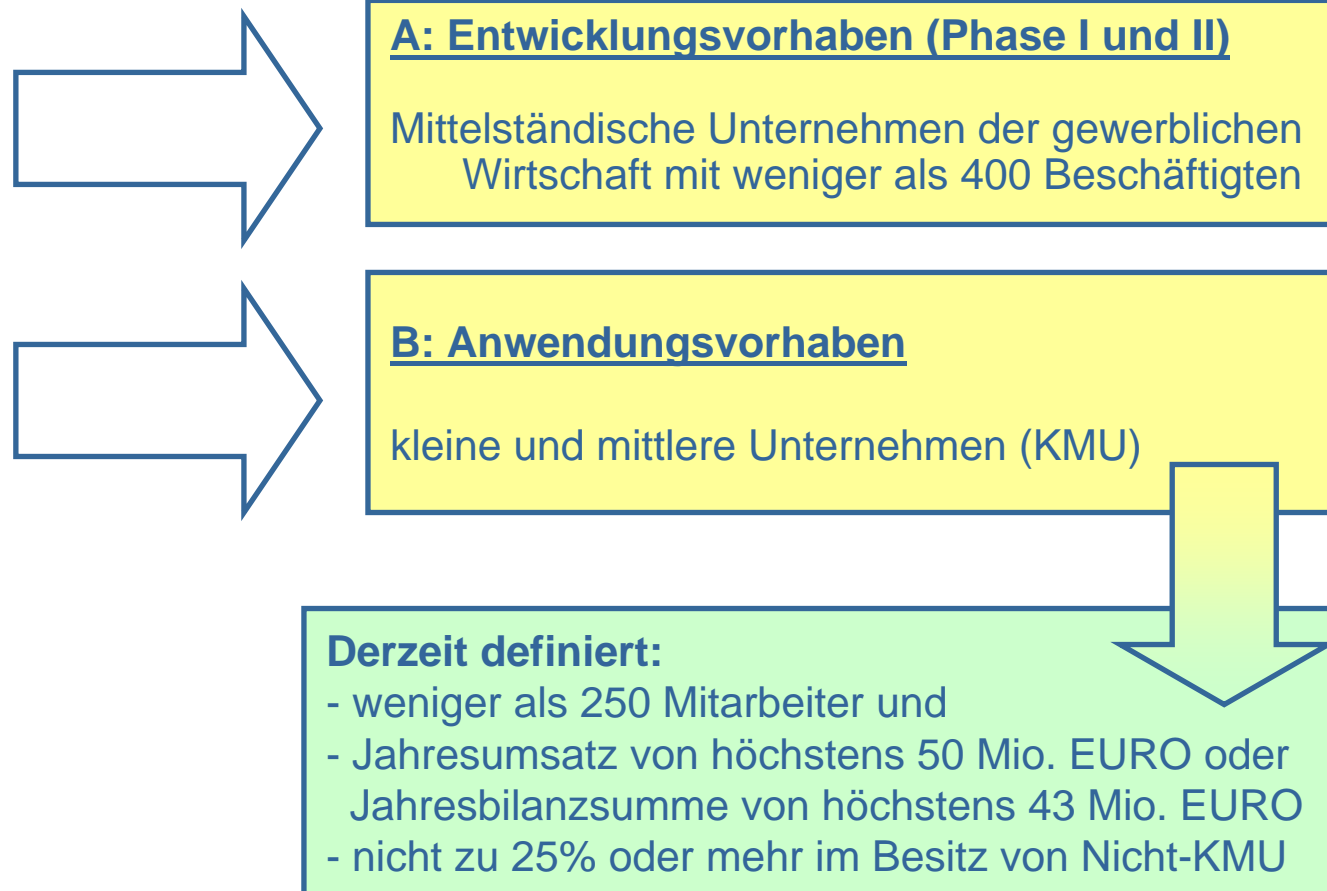 A: Entwicklungsvorhaben (Phase I und II)
Mittelständische Unternehmen der gewerblichen
Wirtschaft mit weniger als 400 Beschäftigten
B: Anwendungsvorhaben
kleine und mittlere Unternehmen (KMU)
Derzeit definiert:
- weniger als 250 Mitarbeiter und
- Jahresumsatz von höchstens 50 Mio. EURO oder
Jahresbilanzsumme von höchstens 43 Mio. EURO
- nicht zu 25% oder mehr im Besitz von Nicht-KMU